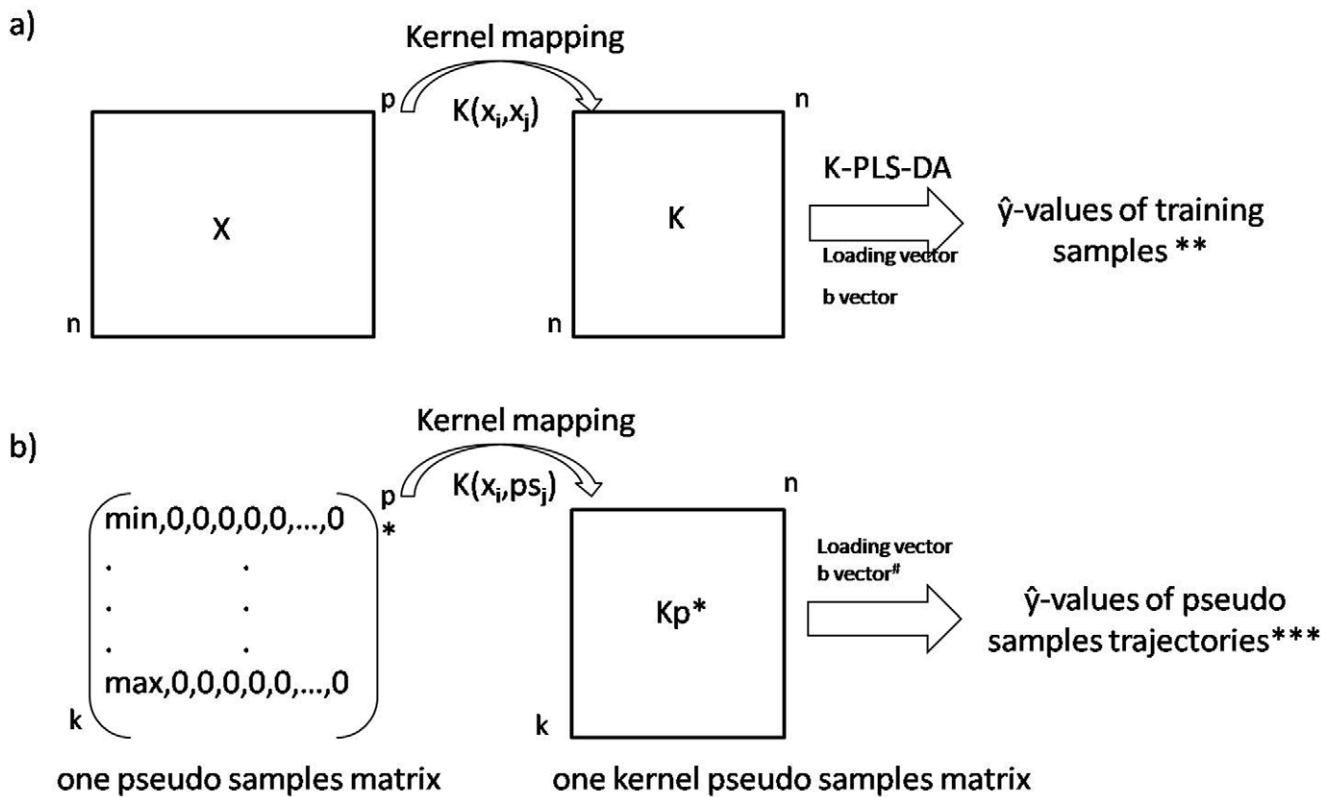 a)
Kernel mapping
p
K(xi,xj)
n
X
K
n
n
K-PLS-DA
Loading vector
b vector
ŷ-values of training
samples **
b)
Kernel mapping
p
*
K(xi,psj)
n
min,0,0,0,0,0,...,0
. .
. .
. .
max,0,0,0,0,0,...,0
k
Kp*
k
Loading vector
b vector#
ŷ-values of pseudo
samples trajectories***
one pseudo samples matrix
one kernel pseudo samples matrix